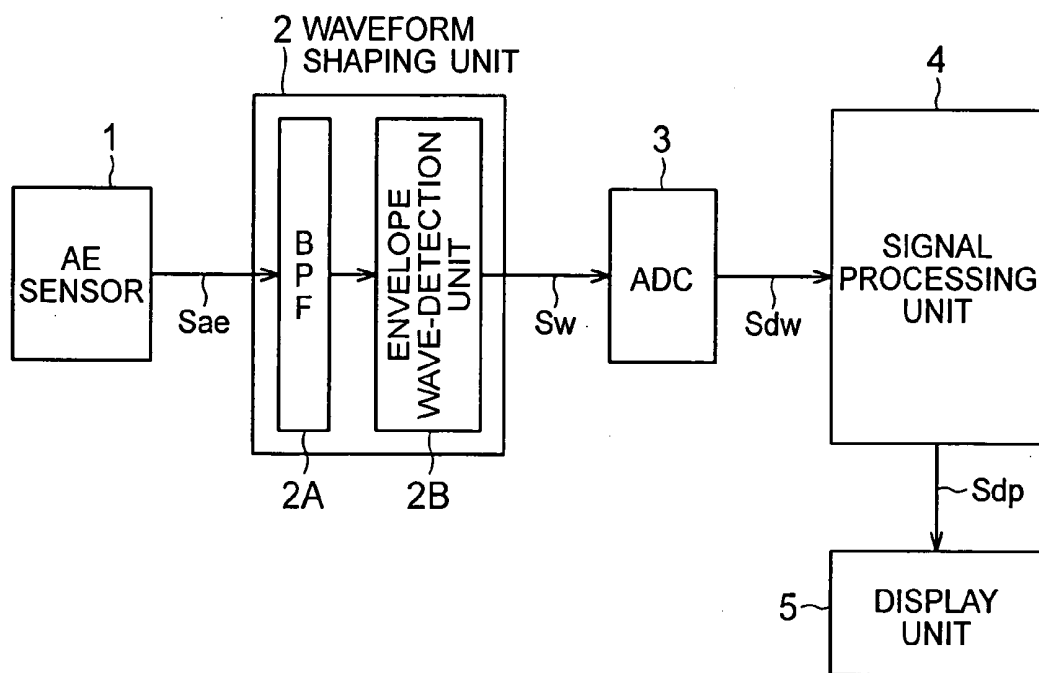 2 WAVEFORM
SHAPING UNIT
1
AE
SENSOR
Sae
B
P
F
2A
ENVELOPE
WAVE-DETECTION
UNIT
2B
Sw
3
ADC
Sdw
4
SIGNAL
PROCESSING
UNIT
Sdp
5
DISPLAY
UNIT